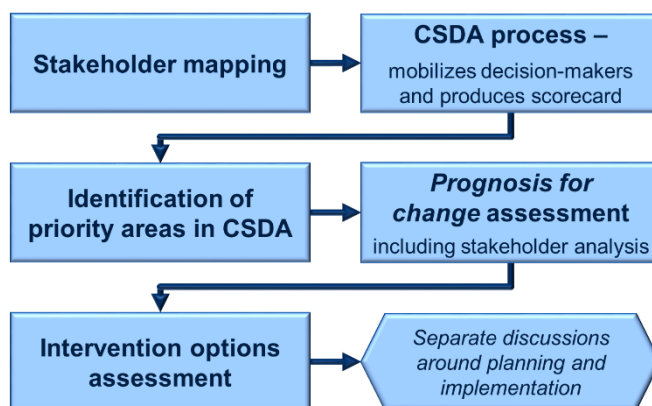 Stakeholder mapping
CSDA process –
mobilizes decision-makers
and produces scorecard
Identification of
priority areas in CSDA
Prognosis for
change assessment
including stakeholder analysis
Intervention options
assessment
Separate discussions
around planning and
implementation